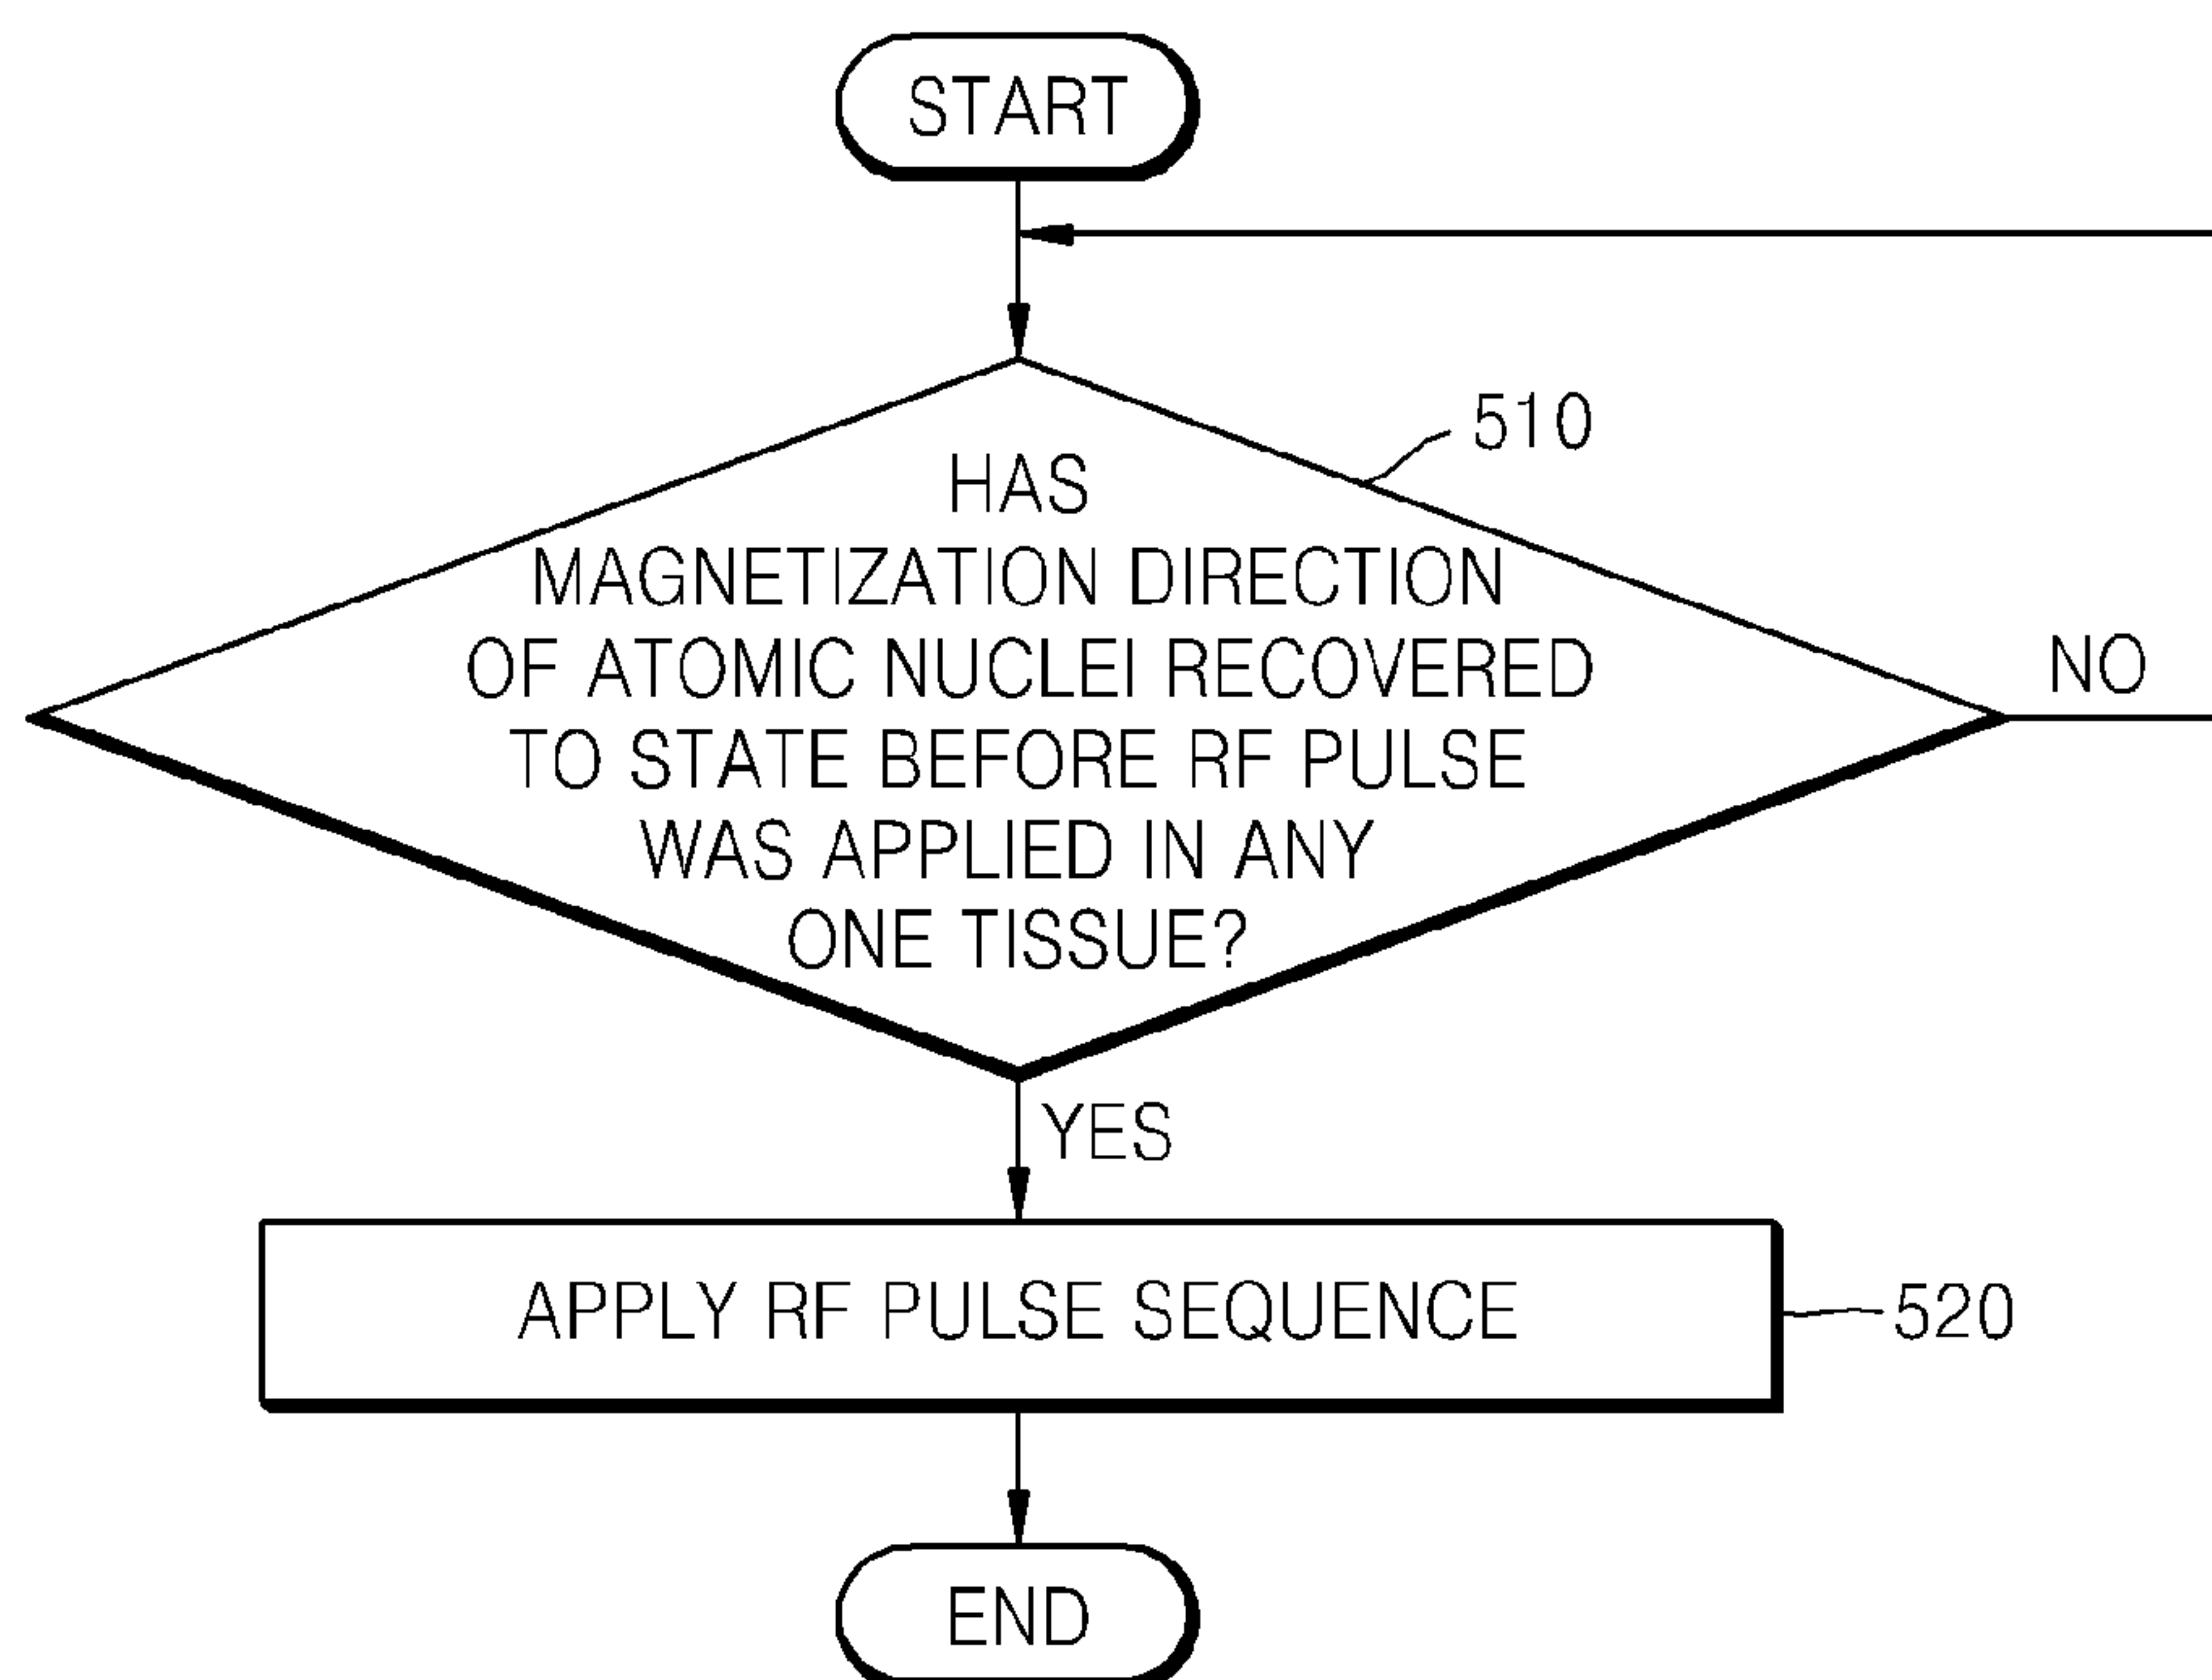 START
510
HAS
MAGNETIZATION DIRECTION
OF ATOMIC NUCLEI RECOVERED
TO STATE BEFORE RF PULSE
WAS APPLIED IN ANY
ONE TISSUE?
NO
YES
APPLY RF PULSE SEQUENCE
520
END